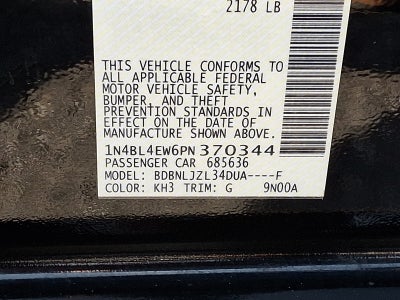 2178 LB
THIS VEHICLE CONFORMS TO
ALL APPLICABLE FEDERAL
MOTOR VEHICLE SAFETY,
BUMPER, AND THEFT
PREVENTION STANDARDS IN
EFFECT ON THE DATE OF
MANUFACTURE SHOWN ABOVE.
1N4BL4EW6PN370344
PASSENGER CAR 685636
MODEL: BDBNLJZL34DUA----F
COLOR: KH3 TRIM: G 9N00A